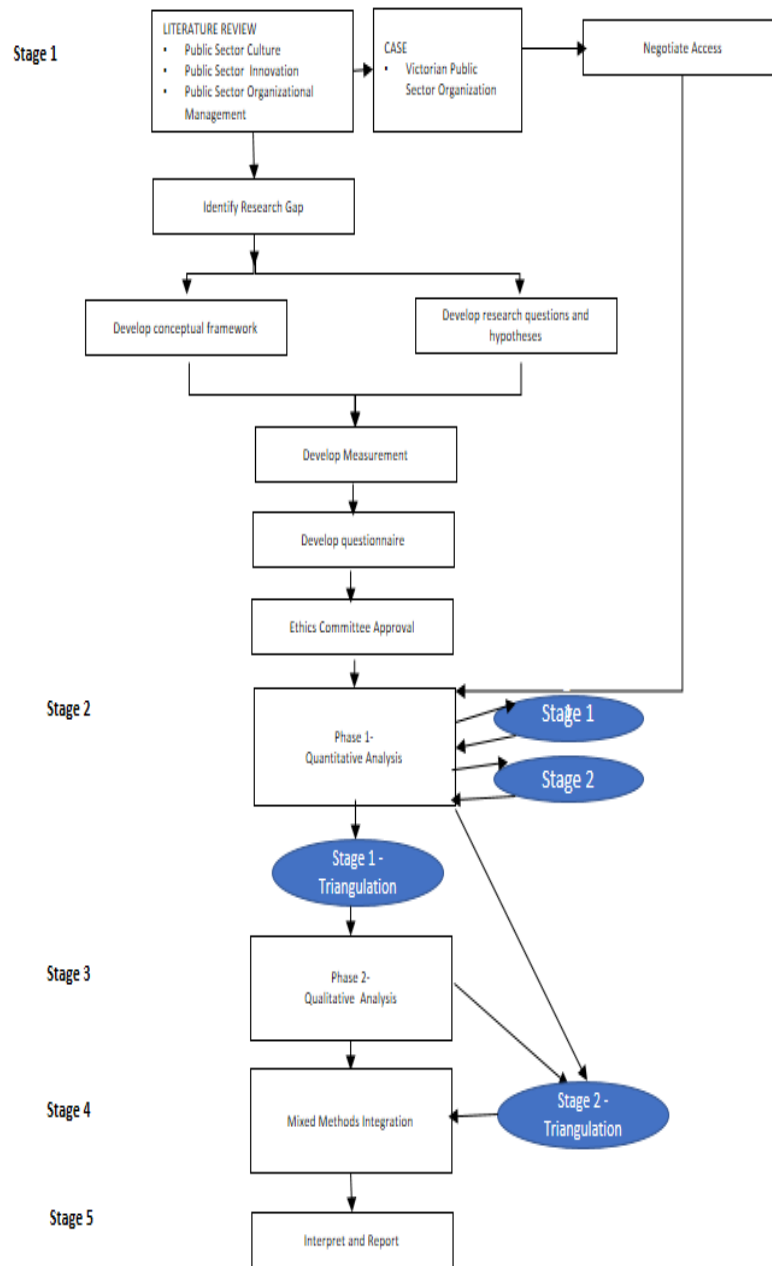 Stage 1
LITERATURE REVIEW
• Public Sector Culture
• Public Sector Innovation
• Public Sector Organizational
Management
CASE
• Victorian Public
Sector Organization
Negotiate Access
Identify Research Gap
Develop conceptual framework
Develop research questions and
hypotheses
Develop Measurement
Develop questionnaire
Ethics Committee Approval
Stage 2
Phase 1-
Quantitative Analysis
Stage 1
Stage 2
Stage 1 -
Triangulation
Stage 3
Phase 2-
Qualitative Analysis
Stage 4
Mixed Methods Integration
Stage 2 -
Triangulation
Stage 5
Interpret and Report